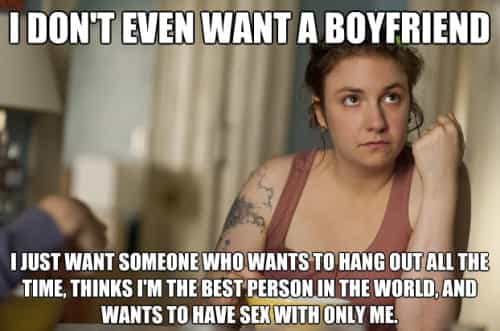 I DON'T EVEN WANT A BOYFRIEND
I JUST WANT SOMEONE WHO WANTS TO HANG OUT ALL THE
TIME, THINKS I'M THE BEST PERSON IN THE WORLD, AND
WANTS TO HAVE SEX WITH ONLY ME.